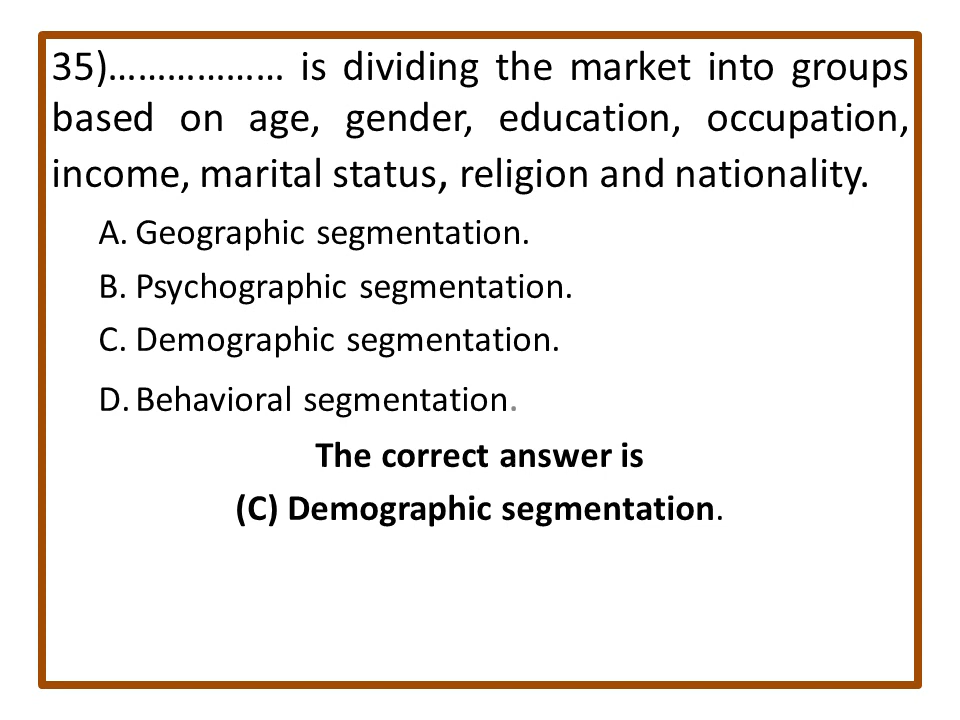 35)……………… is dividing the market into groups
based on age, gender, education, occupation,
income, marital status, religion and nationality.
A. Geographic segmentation.
B. Psychographic segmentation.
C. Demographic segmentation.
D. Behavioral segmentation.
The correct answer is
(C) Demographic segmentation.